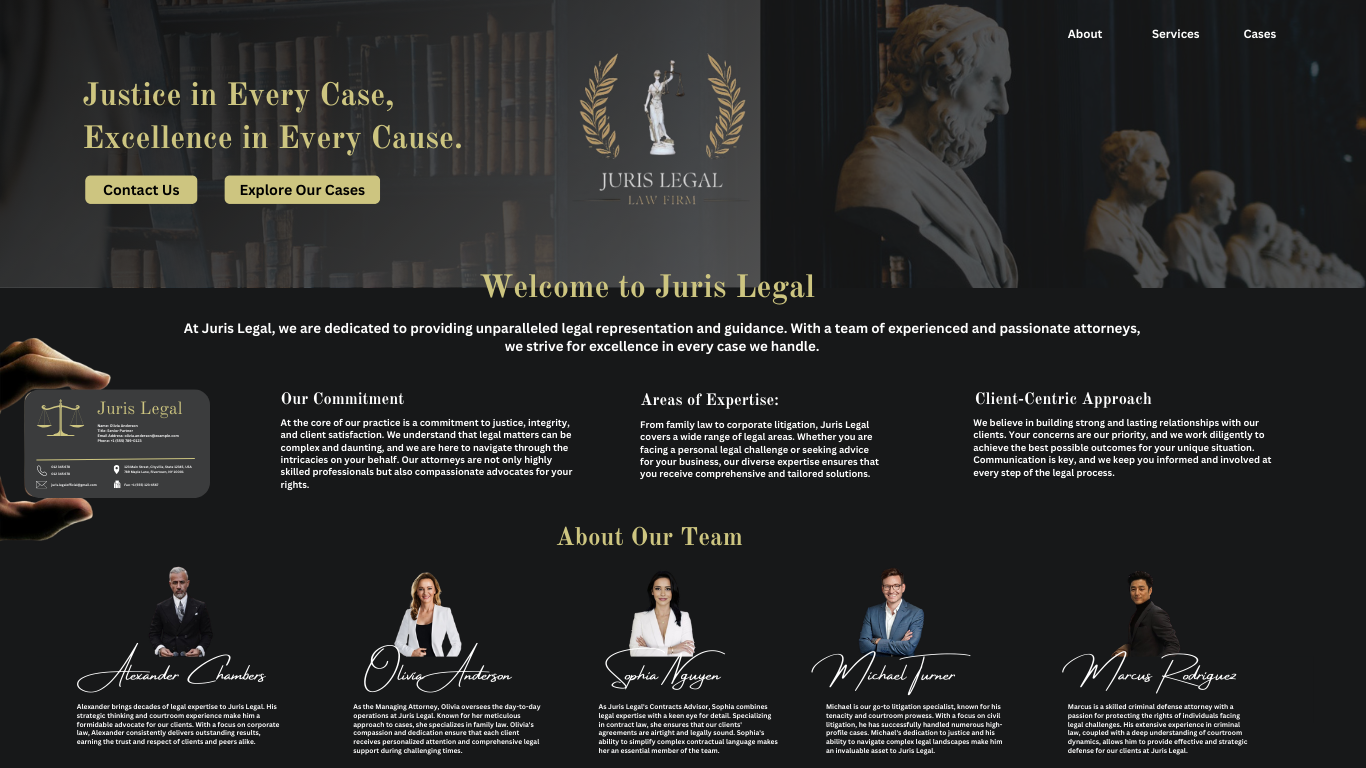 About
Services
Cases
Justice in Every Case,
Excellence in Every Cause.
Contact Us
Explore Our Cases
JURIS LEGAL
LAW FIRM
Welcome to Juris Legal
At Juris Legal, we are dedicated to providing unparalleled legal representation and guidance. With a team of experienced and passionate attorneys,
we strive for excellence in every case we handle.
Juris Legal
Name: Olivia Anderson
Title: Senior Partner
Email Address: olivia.anderson@example.com
Our Commitment
At the core of our practice is a commitment to justice, integrity,
and client satisfaction. We understand that legal matters can be
complex and daunting, and we are here to navigate through the
intricacies on your behalf. Our attorneys are not only highly
skilled professionals but also compassionate advocates for your
rights.
Areas of Expertise:
From family law to corporate litigation, Juris Legal
covers a wide range of legal areas. Whether you are
facing a personal legal challenge or seeking advice
for your business, our diverse expertise ensures that
you receive comprehensive and tailored solutions.
Client-Centric Approach
We believe in building strong and lasting relationships with our
clients. Your concerns are our priority, and we work diligently to
achieve the best possible outcomes for your unique situation.
Communication is key, and we keep you informed and involved at
every step of the legal process.
About Our Team
Alexander Chambers
Alexander brings decades of legal expertise to Juris Legal. His
strategic thinking and courtroom experience make him a
formidable advocate for our clients. With a focus on corporate
law, Alexander consistently delivers outstanding results,
earning the trust and respect of clients and peers alike.
Olivia Anderson
As the Managing Attorney, Olivia oversees the day-to-day
operations at Juris Legal. Known for her meticulous
approach to cases, she specializes in family law. Olivia's
compassion and dedication ensure that each client
receives personalized attention and comprehensive legal
support during challenging times.
Sophia Nguyen
As Juris Legal's Contracts Advisor, Sophia combines
legal expertise with a keen eye for detail. Specializing
in contract law, she ensures that our clients'
agreements are airtight and legally sound. Sophia's
ability to simplify complex contractual language makes
her an essential member of the team.
Michael Turner
Michael is our go-to litigation specialist, known for his
tenacity and courtroom prowess. With a focus on civil
litigation, he has successfully handled numerous high-
profile cases. Michael's dedication to justice and his
ability to navigate complex legal landscapes make him
an invaluable asset to Juris Legal.
Marcus Rodriguez
Marcus is a skilled criminal defense attorney with a
passion for protecting the rights of individuals facing
legal challenges. His extensive experience in criminal
law, coupled with a deep understanding of courtroom
dynamics, allows him to provide effective and strategic
defense for our clients at Juris Legal.